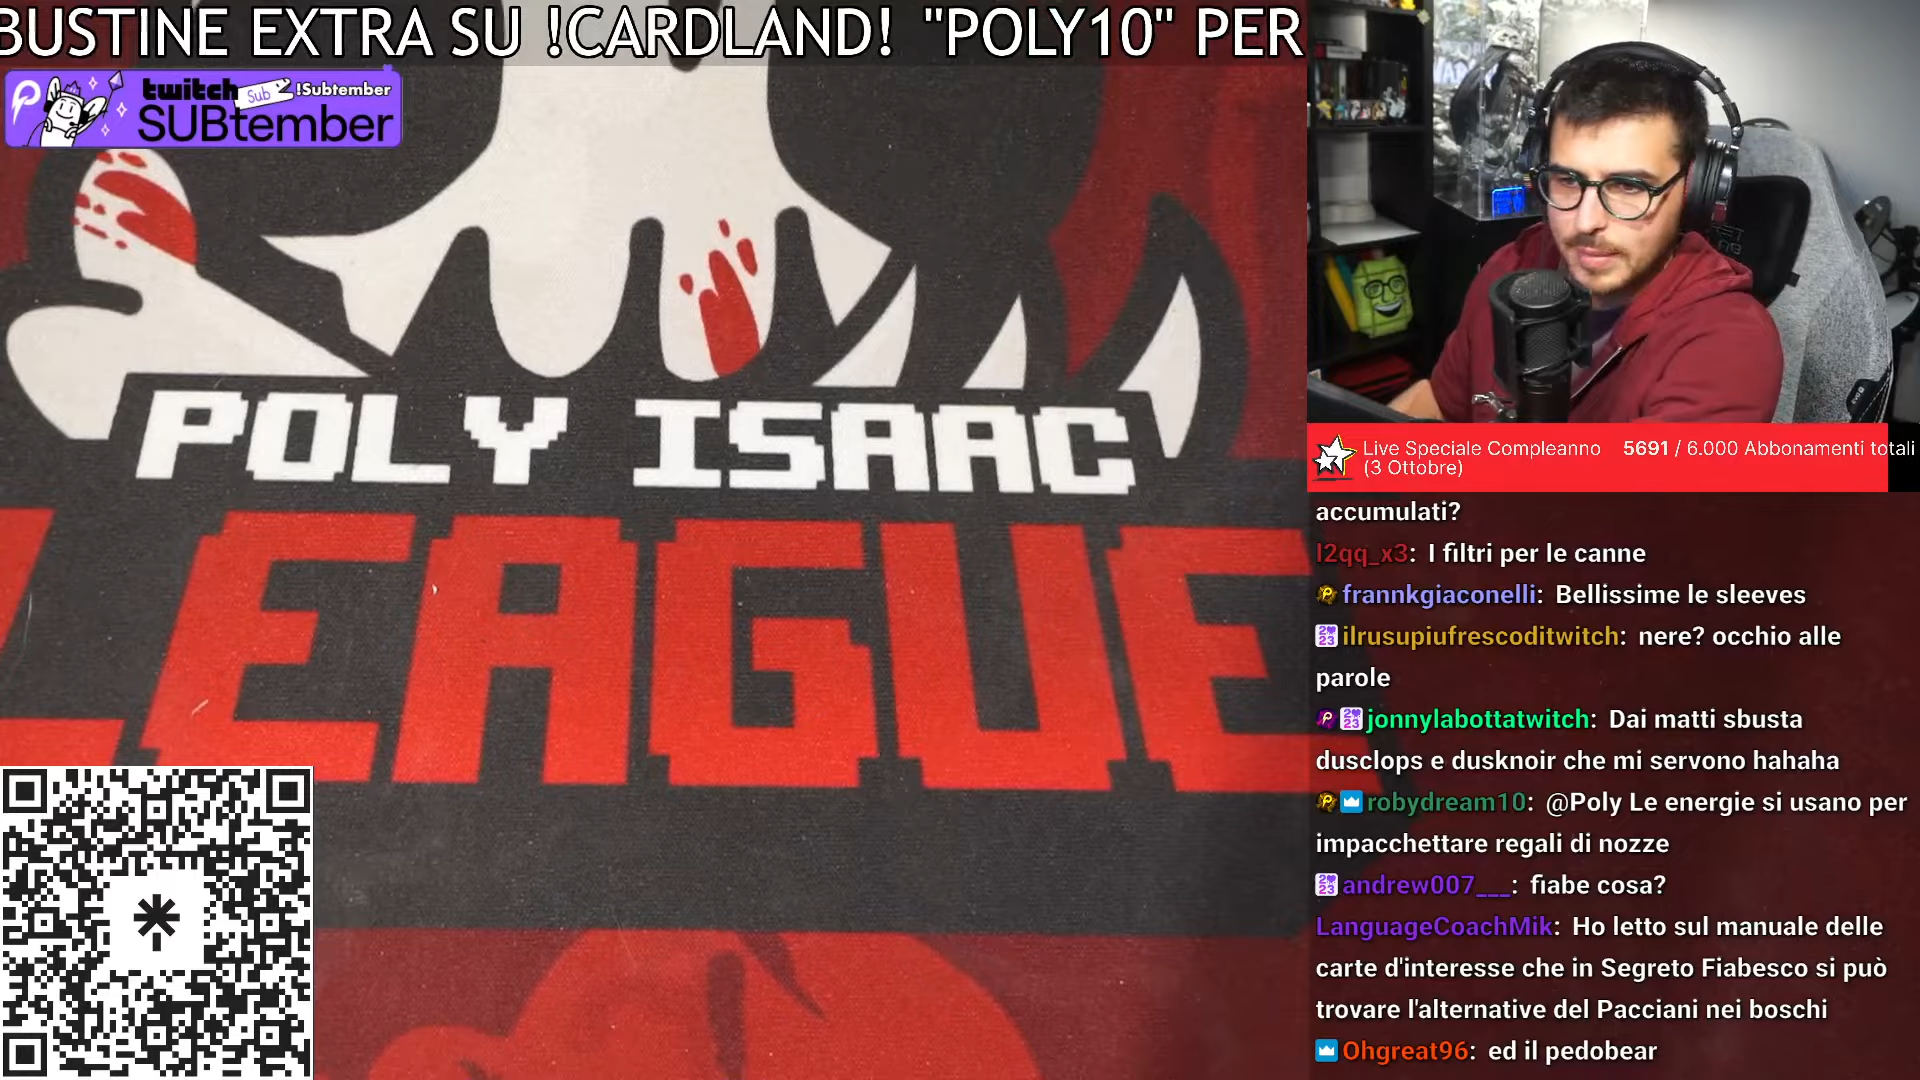 BUSTINE EXTRA SU !CARDLAND! "POLY10" PER
twitch Sub !Subtember
SUBtember
POLY ISAAC
LEAGUE
Live Speciale Compleanno 5691 / 6.000 Abbonamenti totali
(3 Ottobre)
accumulati?
l2qq_x3: I filtri per le canne
frannkgiaconelli: Bellissime le sleeves
ilrusupiufrescoditwitch: nere? occhio alle
parole
jonnylabottatwitch: Dai matti sbusta
dusclops e dusknoir che mi servono hahaha
robydream10: @Poly Le energie si usano per
impacchettare regali di nozze
andrew007___: fiabe cosa?
LanguageCoachMik: Ho letto sul manuale delle
carte d'interesse che in Segreto Fiabesco si può
trovare l'alternative del Pacciani nei boschi
Ohgreat96: ed il pedobear